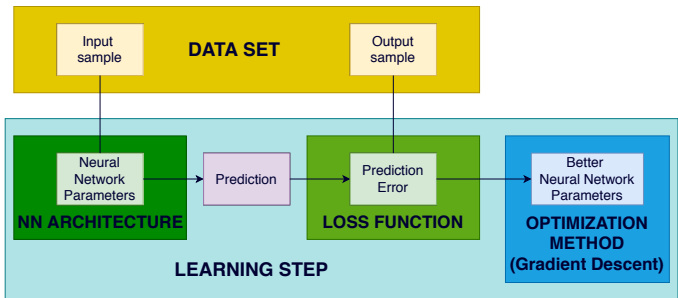 Input
sample
DATA SET
Output
sample
Neural
Network
Parameters
NN ARCHITECTURE
Prediction
Prediction
Error
LOSS FUNCTION
Better
Neural Network
Parameters
OPTIMIZATION
METHOD
(Gradient Descent)
LEARNING STEP